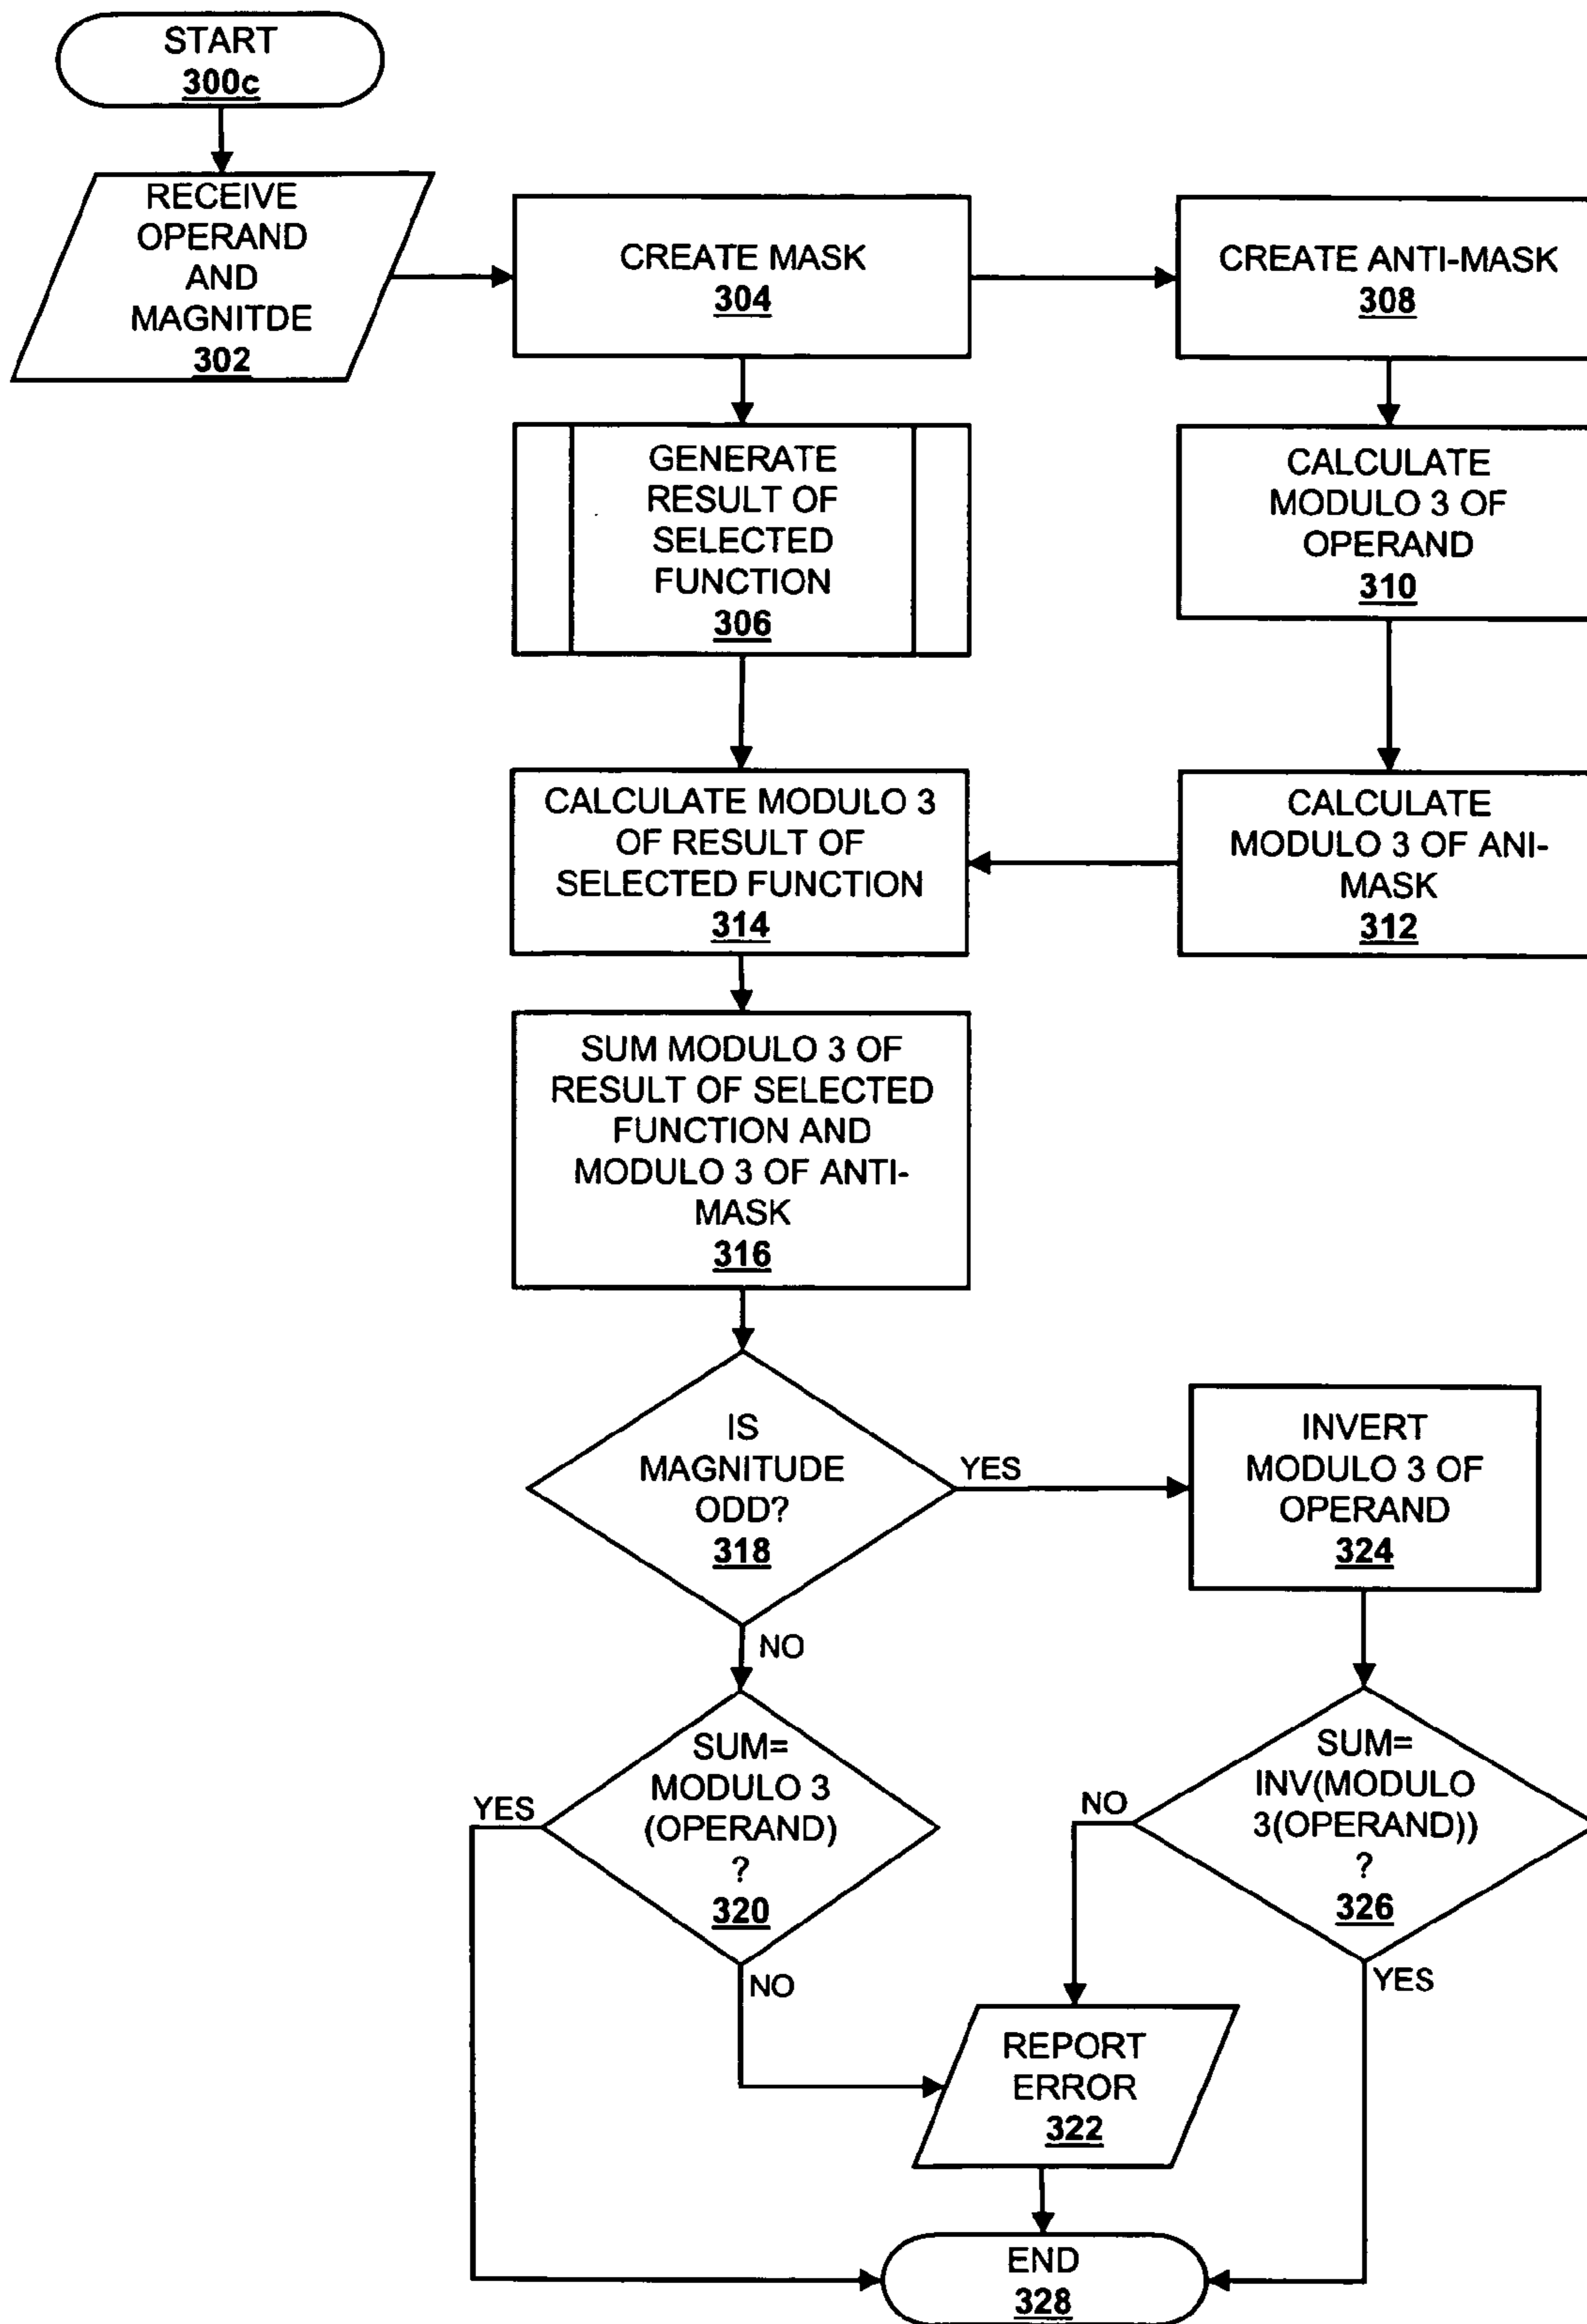 START
300c
RECEIVE
OPERAND
AND
MAGNITDE
302
CREATE MASK
304
CREATE ANTI-MASK
308
GENERATE
RESULT OF
SELECTED
FUNCTION
306
CALCULATE
MODULO 3 OF
OPERAND
310
CALCULATE MODULO 3
OF RESULT OF
SELECTED FUNCTION
314
CALCULATE
MODULO 3 OF ANI-
MASK
312
SUM MODULO 3 OF
RESULT OF SELECTED
FUNCTION AND
MODULO 3 OF ANTI-
MASK
316
IS
MAGNITUDE
ODD?
318
YES
INVERT
MODULO 3 OF
OPERAND
324
NO
SUM=
MODULO 3
(OPERAND)
?
320
YES
NO
SUM=
INV(MODULO
3(OPERAND))
?
326
NO
YES
REPORT
ERROR
322
END
328